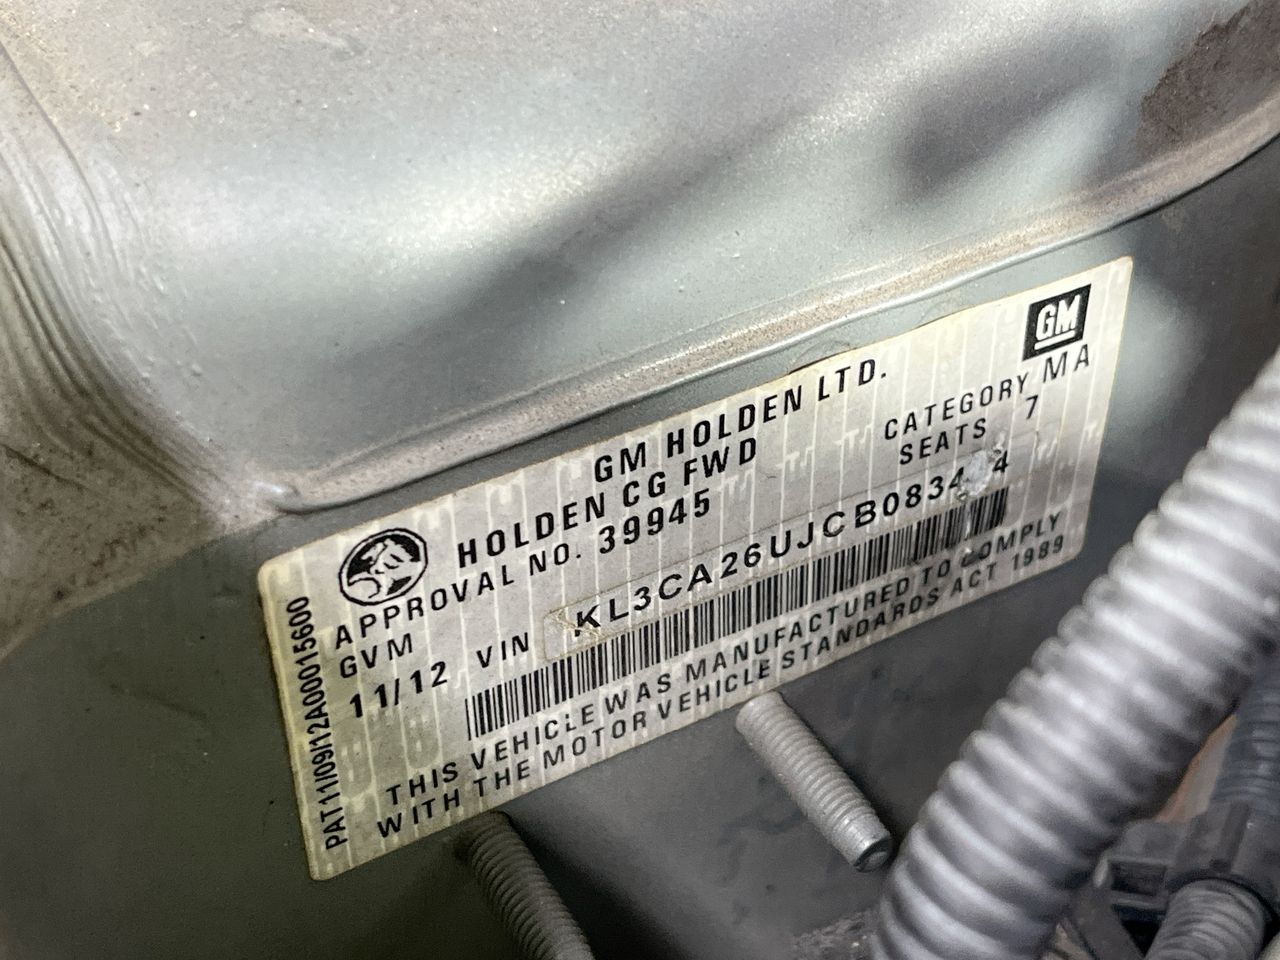 GM
GM HOLDEN LTD.
HOLDEN CG FWD
CATEGORY MA
APPROVAL NO. 39945
SEATS 7
GVM
11/12 VIN
THIS VEHICLE WAS MANUFACTURED TO COMPLY
WITH THE MOTOR VEHICLE STANDARDS ACT 1989
PAT11/09/12A00015600